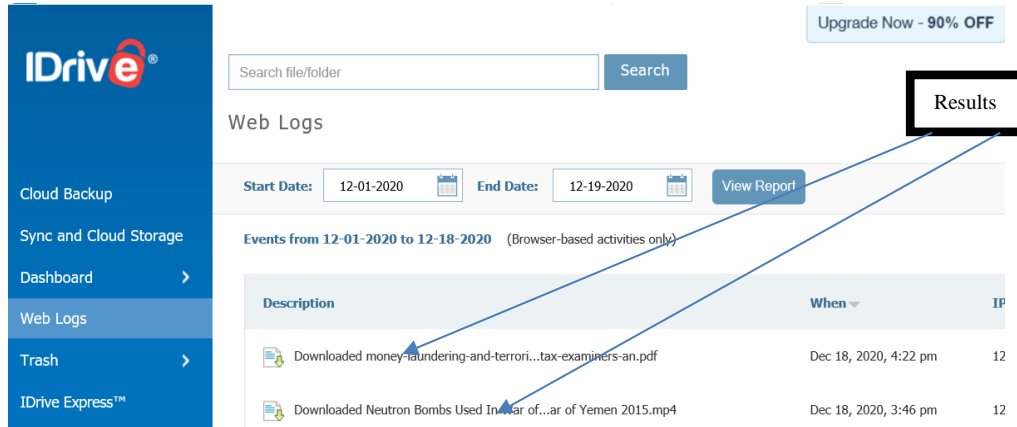 Upgrade Now - 90% OFF
IDrive®
Search file/folder
Search
Results
Web Logs
Start Date: 12-01-2020 End Date: 12-19-2020 View Report
Cloud Backup
Sync and Cloud Storage
Events from 12-01-2020 to 12-18-2020 (Browser-based activities only)
Dashboard
Description When IP
Web Logs
Trash
Downloaded money-laundering-and-terrori...tax-examiners-an.pdf Dec 18, 2020, 4:22 pm 12
IDrive Express™
Downloaded Neutron Bombs Used In War of...ar of Yemen 2015.mp4 Dec 18, 2020, 3:46 pm 12